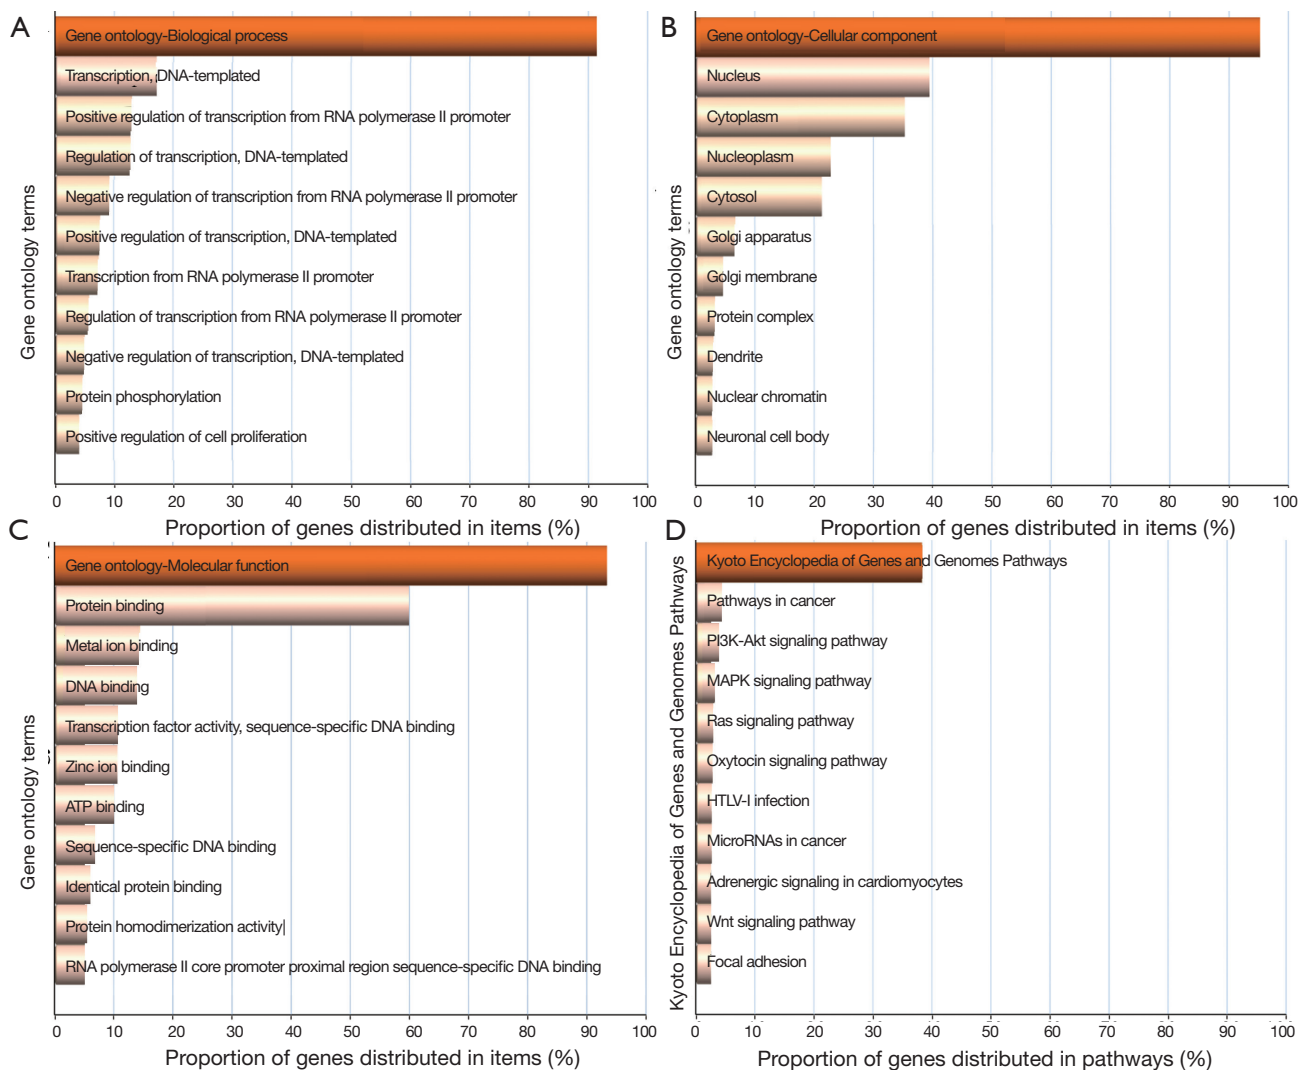 A
Gene ontology-Biological process
Transcription, DNA-templated
Positive regulation of transcription from RNA polymerase II promoter
Regulation of transcription, DNA-templated
Negative regulation of transcription from RNA polymerase II promoter
Positive regulation of transcription, DNA-templated
Transcription from RNA polymerase II promoter
Regulation of transcription from RNA polymerase II promoter
Negative regulation of transcription, DNA-templated
Protein phosphorylation
Positive regulation of cell proliferation
Gene ontology terms
0 10 20 30 40 50 60 70 80 90 100
Proportion of genes distributed in items (%)
B
Gene ontology-Cellular component
Nucleus
Cytoplasm
Nucleoplasm
Cytosol
Golgi apparatus
Golgi membrane
Protein complex
Dendrite
Nuclear chromatin
Neuronal cell body
Gene ontology terms
0 10 20 30 40 50 60 70 80 90 100
Proportion of genes distributed in items (%)
C
Gene ontology-Molecular function
Protein binding
Metal ion binding
DNA binding
Transcription factor activity, sequence-specific DNA binding
Zinc ion binding
ATP binding
Sequence-specific DNA binding
Identical protein binding
Protein homodimerization activity
RNA polymerase II core promoter proximal region sequence-specific DNA binding
Gene ontology terms
0 10 20 30 40 50 60 70 80 90 100
Proportion of genes distributed in items (%)
D
Kyoto Encyclopedia of Genes and Genomes Pathways
Pathways in cancer
PI3K-Akt signaling pathway
MAPK signaling pathway
Ras signaling pathway
Oxytocin signaling pathway
HTLV-I infection
MicroRNAs in cancer
Adrenergic signaling in cardiomyocytes
Wnt signaling pathway
Focal adhesion
Kyoto Encyclopedia of Genes and Genomes Pathways
0 10 20 30 40 50 60 70 80 90 100
Proportion of genes distributed in pathways (%)